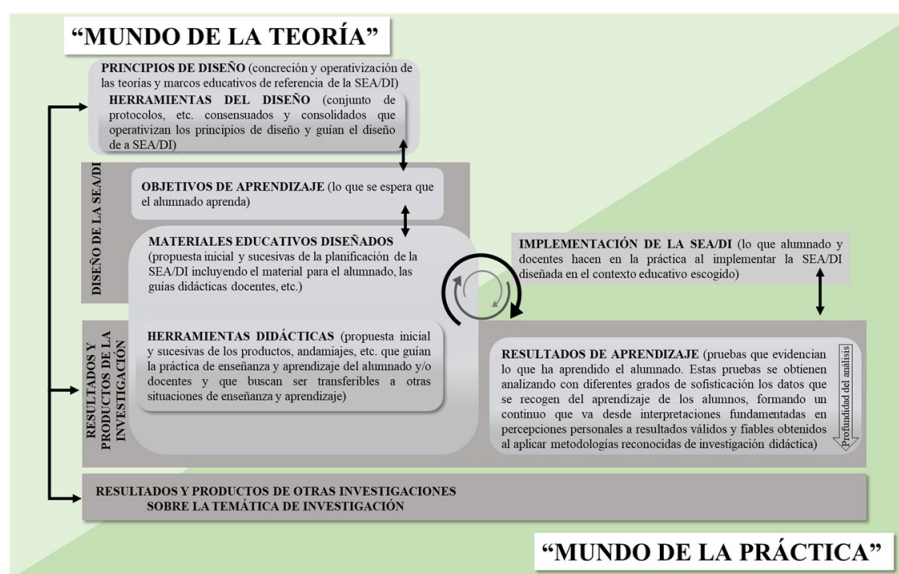 “MUNDO DE LA TEORÍA”
PRINCIPIOS DE DISEÑO (concreción y operativización de
las teorías y marcos educativos de referencia de la SEA/DI)
HERRAMIENTAS DEL DISEÑO (conjunto de
protocolos, etc. consensuados y consolidados que
operativizan los principios de diseño y guían el diseño
de a SEA/DI)
DISEÑO DE LA SEA/DI
OBJETIVOS DE APRENDIZAJE (lo que se espera que
el alumnado aprenda)
MATERIALES EDUCATIVOS DISEÑADOS
(propuesta inicial y sucesivas de la planificación de la
SEA/DI incluyendo el material para el alumnado, las
guías didácticas docentes, etc.)
IMPLEMENTACIÓN DE LA SEA/DI (lo que alumnado y
docentes hacen en la práctica al implementar la SEA/DI
diseñada en el contexto educativo escogido)
RESULTADOS Y
PRODUCTOS DE LA
INVESTIGACIÓN
HERRAMIENTAS DIDÁCTICAS (propuesta inicial
y sucesivas de los productos, andamiajes, etc. que guían
la práctica de enseñanza y aprendizaje del alumnado y/o
docentes y que buscan ser transferibles a otras
situaciones de enseñanza y aprendizaje)
RESULTADOS DE APRENDIZAJE (pruebas que evidencian
lo que ha aprendido el alumnado. Estas pruebas se obtienen
analizando con diferentes grados de sofisticación los datos que
se recogen del aprendizaje de los alumnos, formando un
continuo que va desde interpretaciones fundamentadas en
percepciones personales a resultados válidos y fiables obtenidos
al aplicar metodologías reconocidas de investigación didáctica)
Profundidad del análisis
RESULTADOS Y PRODUCTOS DE OTRAS INVESTIGACIONES
SOBRE LA TEMÁTICA DE INVESTIGACIÓN
“MUNDO DE LA PRÁCTICA”